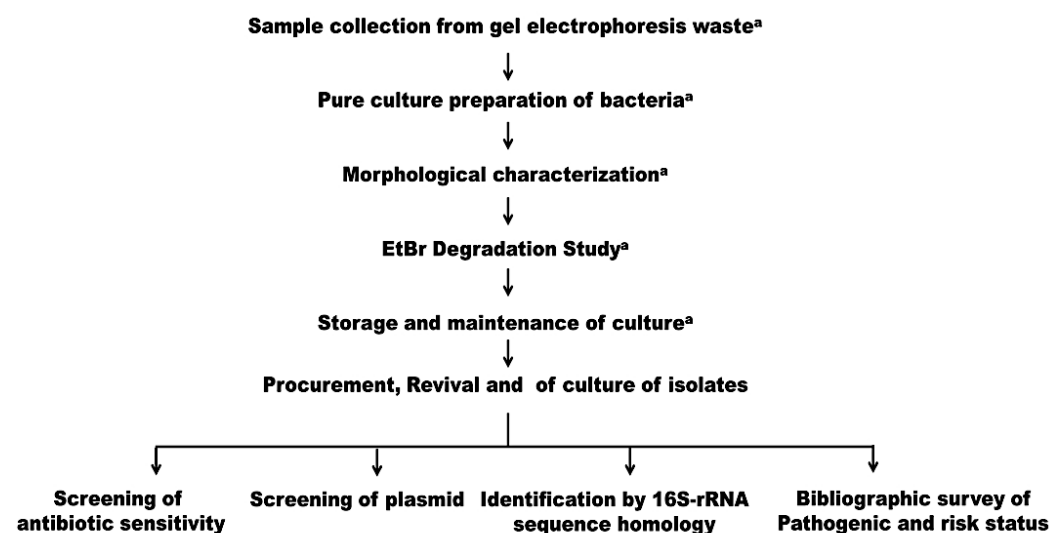 Sample collection from gel electrophoresis wasteᵃ
Pure culture preparation of bacteriaᵃ
Morphological characterizationᵃ
EtBr Degradation Studyᵃ
Storage and maintenance of cultureᵃ
Procurement, Revival and of culture of isolates
Screening of
antibiotic sensitivity
Screening of plasmid
Identification by 16S-rRNA
sequence homology
Bibliographic survey of
Pathogenic and risk status